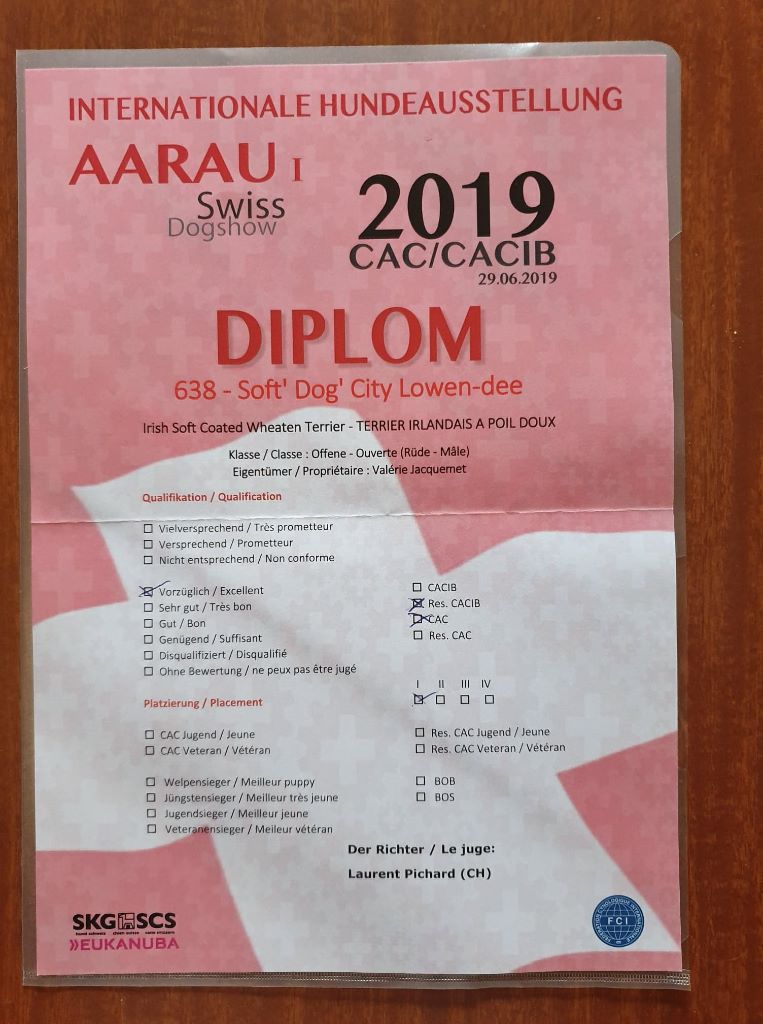 INTERNATIONALE HUNDEAUSSTELLUNG
AARAU I
Swiss
Dogshow
2019
CAC/CACIB
29.06.2019
DIPLOM
638 - Soft' Dog' City Lowen-dee
Irish Soft Coated Wheaten Terrier - TERRIER IRLANDAIS A POIL DOUX
Klasse / Classe : Offene - Ouverte (Rüde - Mâle)
Eigentümer / Propriétaire : Valérie Jacquemet
Qualifikation / Qualification
Vielversprechend / Très prometteur
Versprechend / Prometteur
Nicht entsprechend / Non conforme
Vorzüglich / Excellent
Sehr gut / Très bon
Gut / Bon
Genügend / Suffisant
Disqualifiziert / Disqualifié
Ohne Bewertung / ne peux pas être jugé
CACIB
Res. CACIB
CAC
Res. CAC
I II III IV
Platzierung / Placement
CAC Jugend / Jeune
CAC Veteran / Vétéran
Res. CAC Jugend / Jeune
Res. CAC Veteran / Vétéran
Welpensieger / Meilleur puppy
Jüngstensieger / Meilleur très jeune
Jugendsieger / Meilleur jeune
Veteranensieger / Meileur vétéran
BOB
BOS
Der Richter / Le juge:
Laurent Pichard (CH)
SKG SCS
»EUKANUBA
FEDERATION CYNOLOGIQUE INTERNATIONALE
FCI